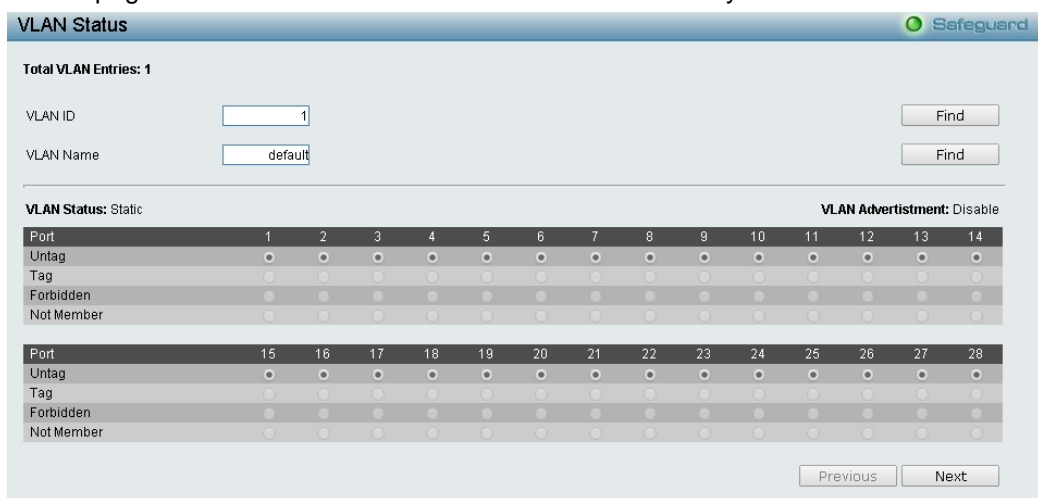 VLAN Status Safeguard
Total VLAN Entries: 1
VLAN ID 1 Find
VLAN Name default Find
VLAN Status: Static VLAN Advertistment: Disable
Port 1 2 3 4 5 6 7 8 9 10 11 12 13 14
Untag
Tag
Forbidden
Not Member
Port 15 16 17 18 19 20 21 22 23 24 25 26 27 28
Untag
Tag
Forbidden
Not Member
Previous Next